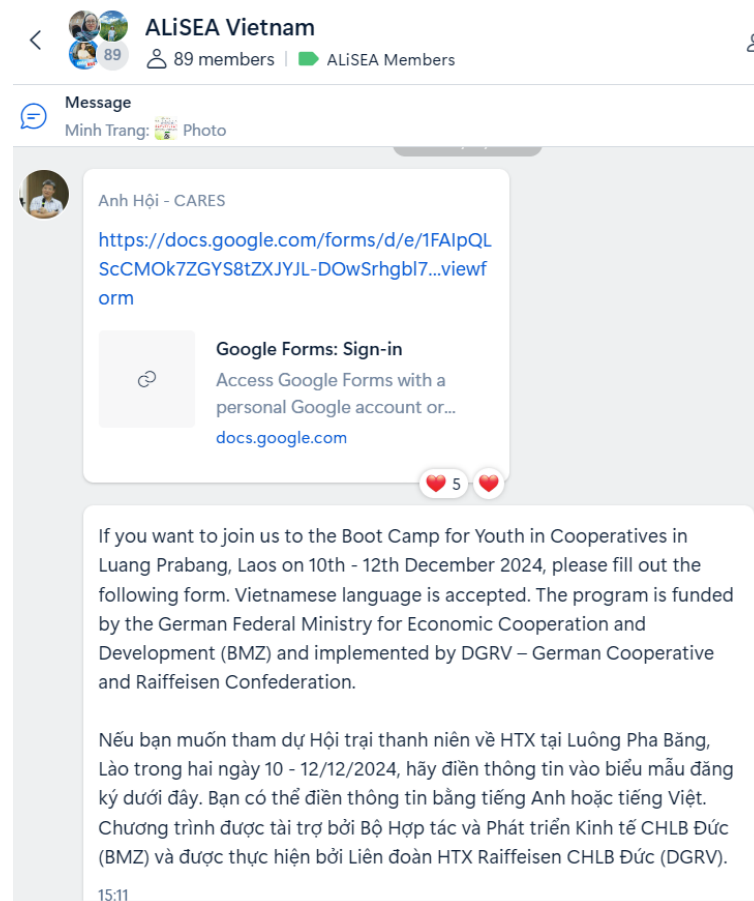 ALiSEA Vietnam
89
89 members
ALiSEA Members
Message
Minh Trang: Photo
Anh Hội - CARES
https://docs.google.com/forms/d/e/1FAIpQL
ScCMOk7ZGYS8tZXJYJL-DOwSrhgbl7...viewf
orm
Google Forms: Sign-in
Access Google Forms with a
personal Google account or...
docs.google.com
5
If you want to join us to the Boot Camp for Youth in Cooperatives in
Luang Prabang, Laos on 10th - 12th December 2024, please fill out the
following form. Vietnamese language is accepted. The program is funded
by the German Federal Ministry for Economic Cooperation and
Development (BMZ) and implemented by DGRV – German Cooperative
and Raiffeisen Confederation.
Nếu bạn muốn tham dự Hội trại thanh niên về HTX tại Luông Pha Băng,
Lào trong hai ngày 10 - 12/12/2024, hãy điền thông tin vào biểu mẫu đăng
ký dưới đây. Bạn có thể điền thông tin bằng tiếng Anh hoặc tiếng Việt.
Chương trình được tài trợ bởi Bộ Hợp tác và Phát triển Kinh tế CHLB Đức
(BMZ) và được thực hiện bởi Liên đoàn HTX Raiffeisen CHLB Đức (DGRV).
15:11